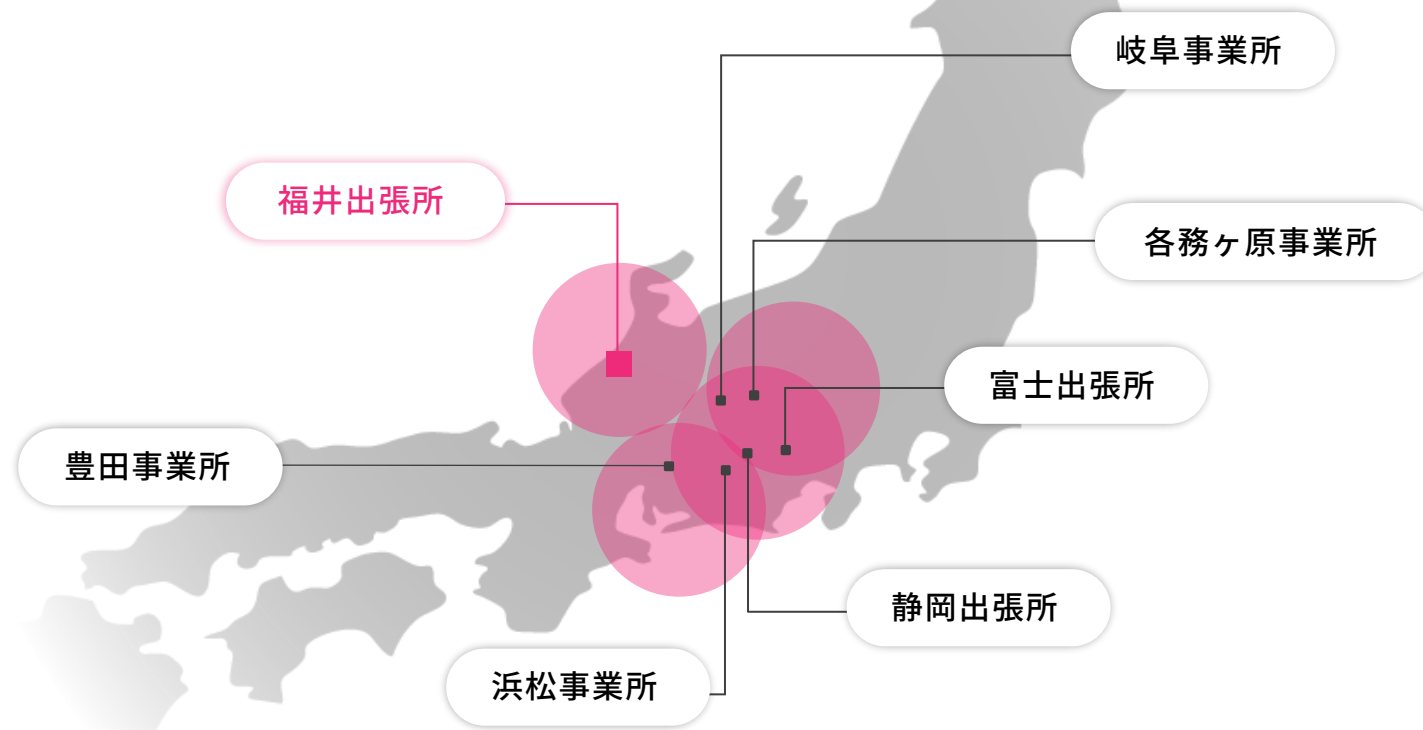 岐阜事業所
福井出張所
各務ヶ原事業所
富士出張所
豊田事業所
静岡出張所
浜松事業所